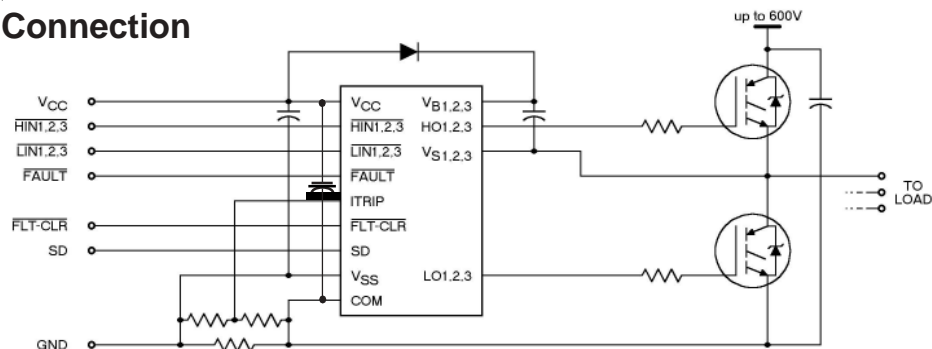 Connection
up to 600V
VCC
HIN1,2,3
LIN1,2,3
FAULT
FLT-CLR
SD
GND
VCC
HIN1,2,3
LIN1,2,3
FAULT
ITRIP
FLT-CLR
SD
VSS
COM
VB1,2,3
HO1,2,3
VS1,2,3
LO1,2,3
TO
LOAD